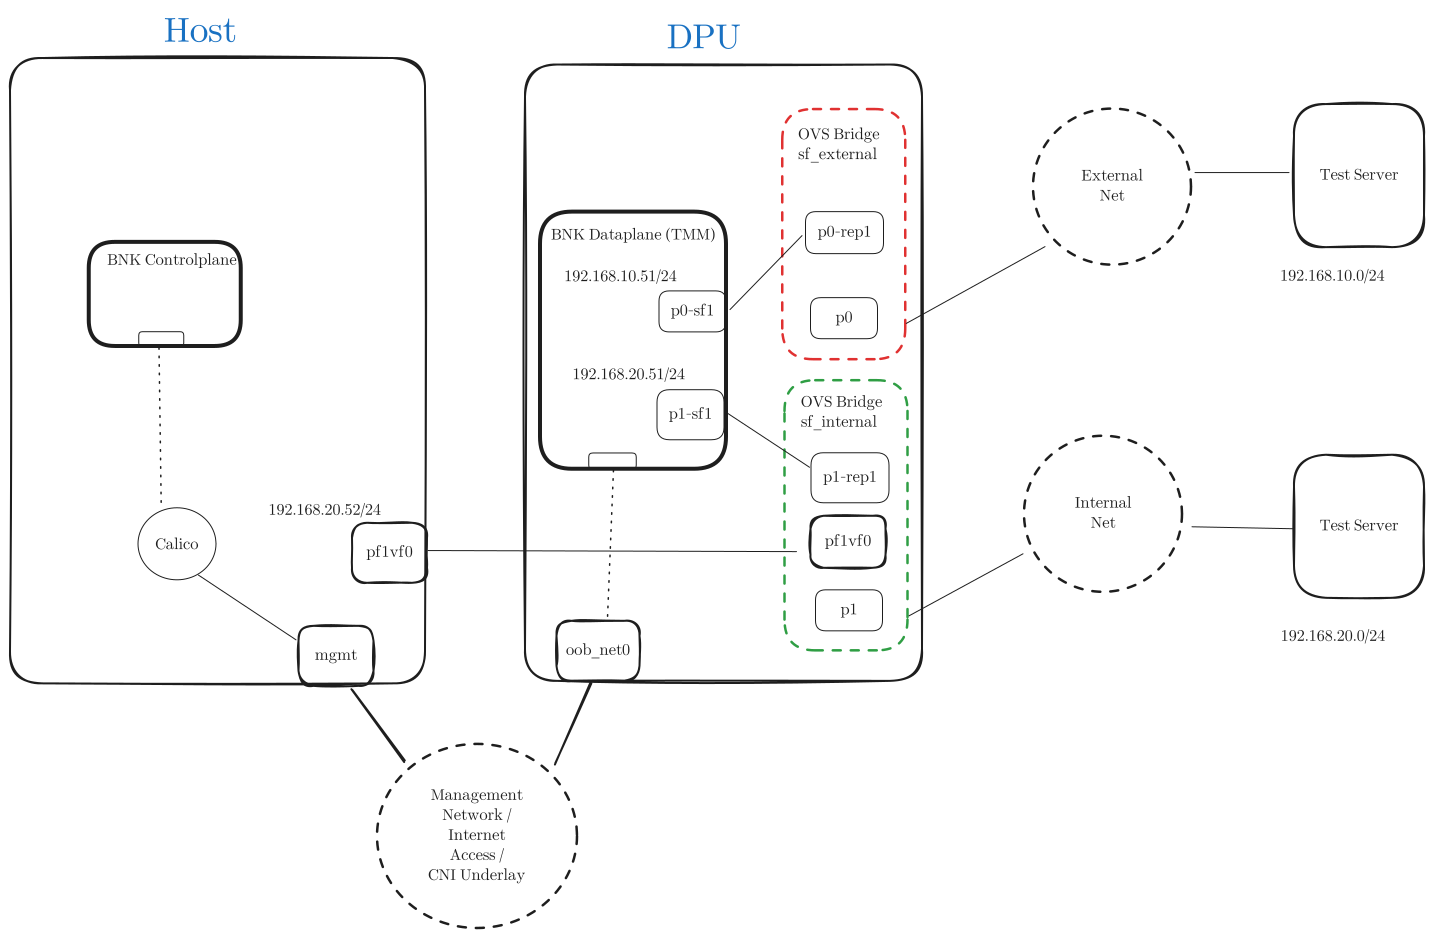 Host
DPU
OVS Bridge
sf_external
External
Net
Test Server
p0-rep1
BNK Dataplane (TMM)
BNK Controlplane
192.168.10.51/24
192.168.10.0/24
p0-sf1
p0
192.168.20.51/24
OVS Bridge
sf_internal
p1-sf1
p1-rep1
Internal
Net
192.168.20.52/24
Test Server
Calico
pf1vf0
pf1vf0
p1
192.168.20.0/24
mgmt
oob_net0
Management
Network /
Internet
Access /
CNI Underlay